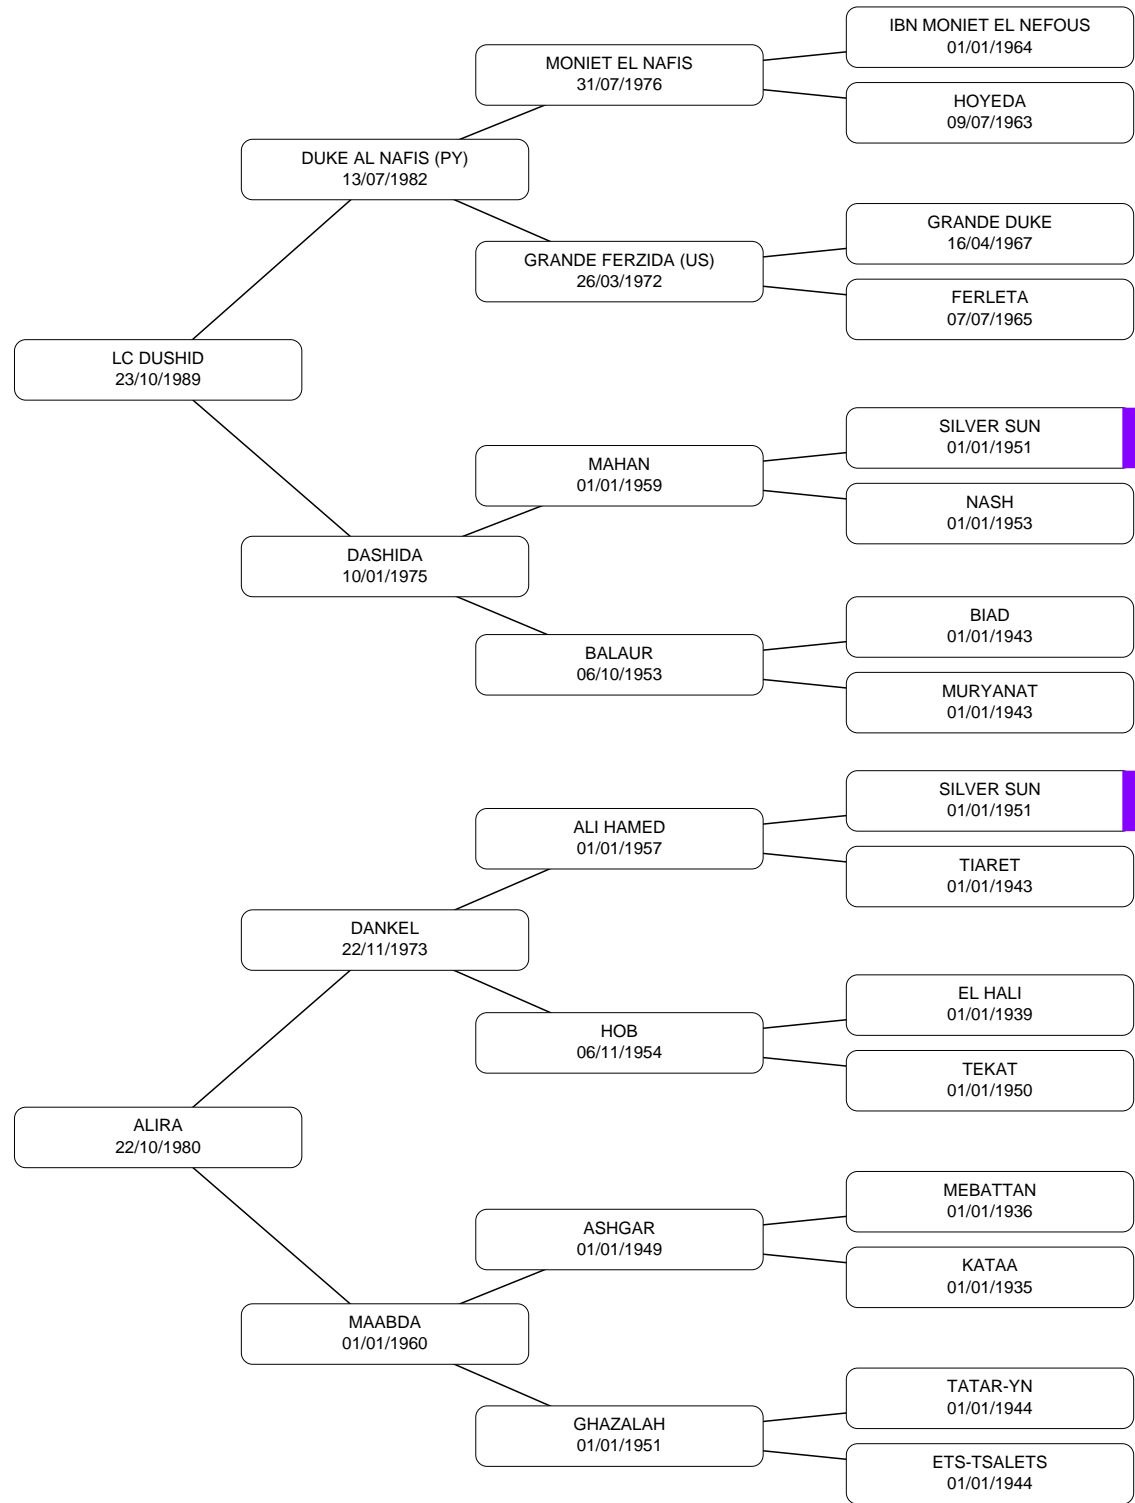 IBN MONIET EL NEFOUS
01/01/1964
MONIET EL NAFIS
31/07/1976
HOYEDA
09/07/1963
DUKE AL NAFIS (PY)
13/07/1982
GRANDE DUKE
16/04/1967
GRANDE FERZIDA (US)
26/03/1972
FERLETA
07/07/1965
LC DUSHID
23/10/1989
SILVER SUN
01/01/1951
MAHAN
01/01/1959
NASH
01/01/1953
DASHIDA
10/01/1975
BIAD
01/01/1943
BALAUR
06/10/1953
MURYANAT
01/01/1943
SILVER SUN
01/01/1951
ALI HAMED
01/01/1957
TIARET
01/01/1943
DANKEL
22/11/1973
EL HALI
01/01/1939
HOB
06/11/1954
TEKAT
01/01/1950
ALIRA
22/10/1980
MEBATTAN
01/01/1936
ASHGAR
01/01/1949
KATAA
01/01/1935
MAABDA
01/01/1960
TATAR-YN
01/01/1944
GHAZALAH
01/01/1951
ETS-TSALETS
01/01/1944